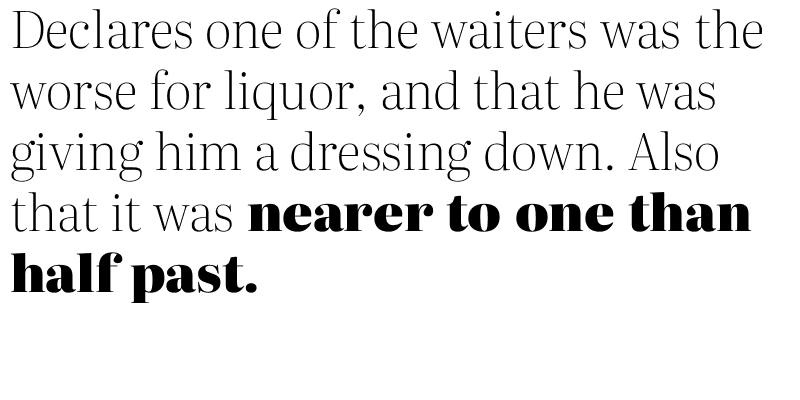 Declares one of the waiters was the
worse for liquor, and that he was
giving him a dressing down. Also
that it was nearer to one than
half past.